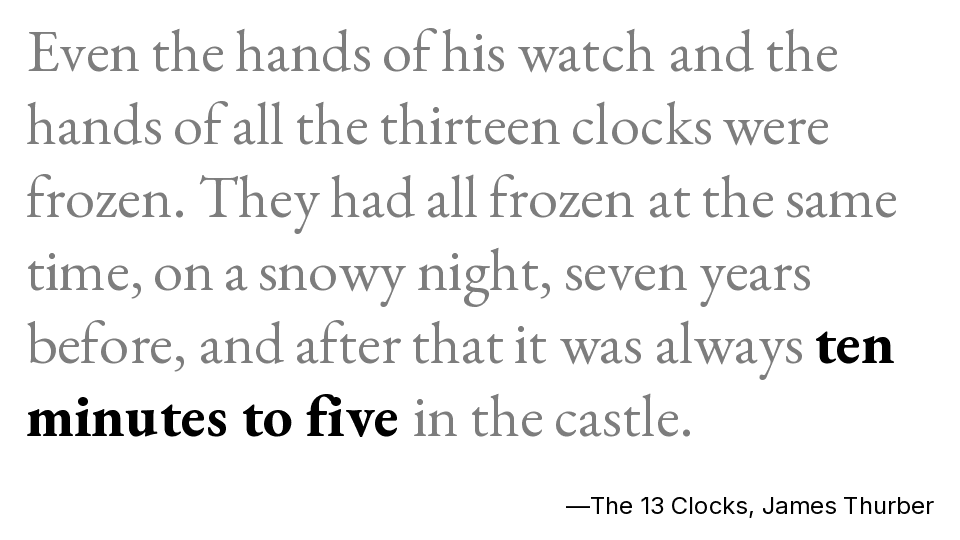 Even the hands of his watch and the
hands of all the thirteen clocks were
frozen. They had all frozen at the same
time, on a snowy night, seven years
before, and after that it was always ten
minutes to five in the castle.
—The 13 Clocks, James Thurber